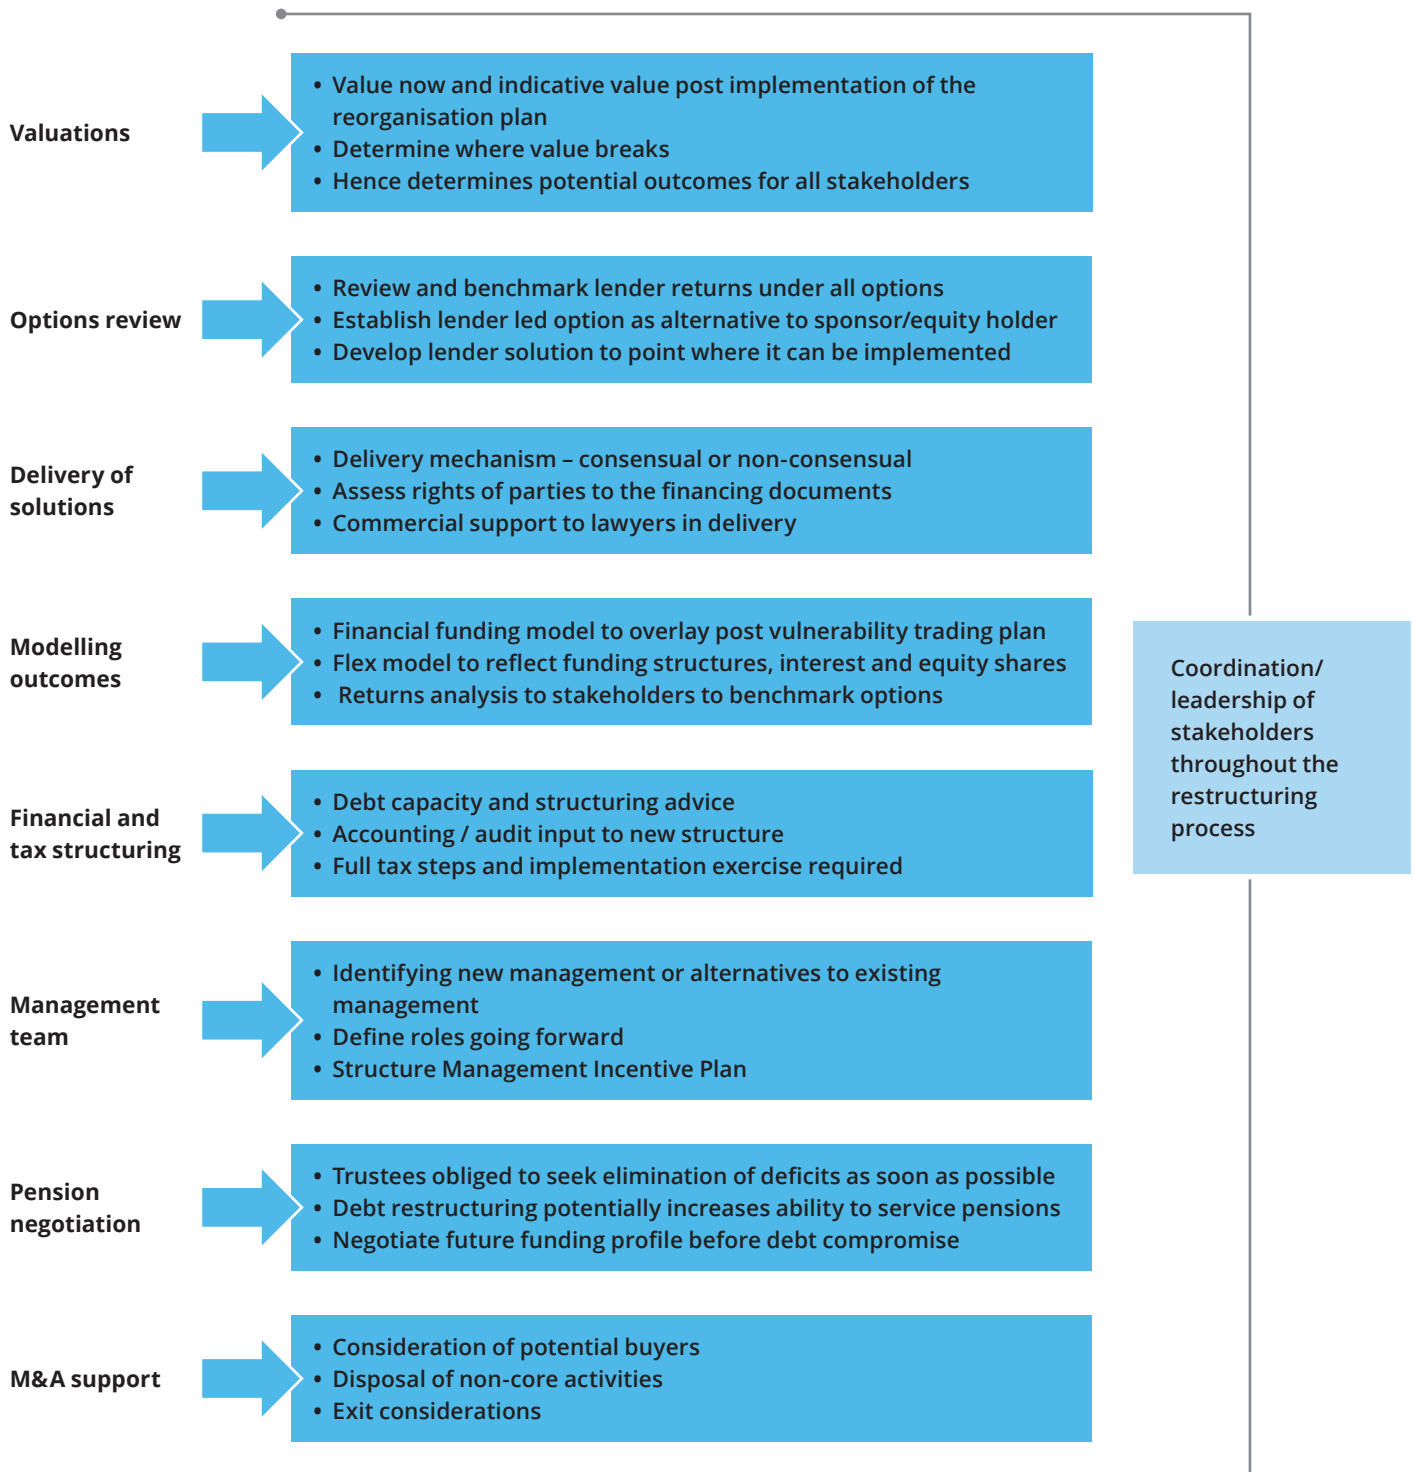 Valuations
• Value now and indicative value post implementation of the
reorganisation plan
• Determine where value breaks
• Hence determines potential outcomes for all stakeholders
Options review
• Review and benchmark lender returns under all options
• Establish lender led option as alternative to sponsor/equity holder
• Develop lender solution to point where it can be implemented
Delivery of
solutions
• Delivery mechanism – consensual or non-consensual
• Assess rights of parties to the financing documents
• Commercial support to lawyers in delivery
Modelling
outcomes
• Financial funding model to overlay post vulnerability trading plan
• Flex model to reflect funding structures, interest and equity shares
• Returns analysis to stakeholders to benchmark options
Financial and
tax structuring
• Debt capacity and structuring advice
• Accounting / audit input to new structure
• Full tax steps and implementation exercise required
Management
team
• Identifying new management or alternatives to existing
management
• Define roles going forward
• Structure Management Incentive Plan
Pension
negotiation
• Trustees obliged to seek elimination of deficits as soon as possible
• Debt restructuring potentially increases ability to service pensions
• Negotiate future funding profile before debt compromise
M&A support
• Consideration of potential buyers
• Disposal of non-core activities
• Exit considerations
Coordination/
leadership of
stakeholders
throughout the
restructuring
process